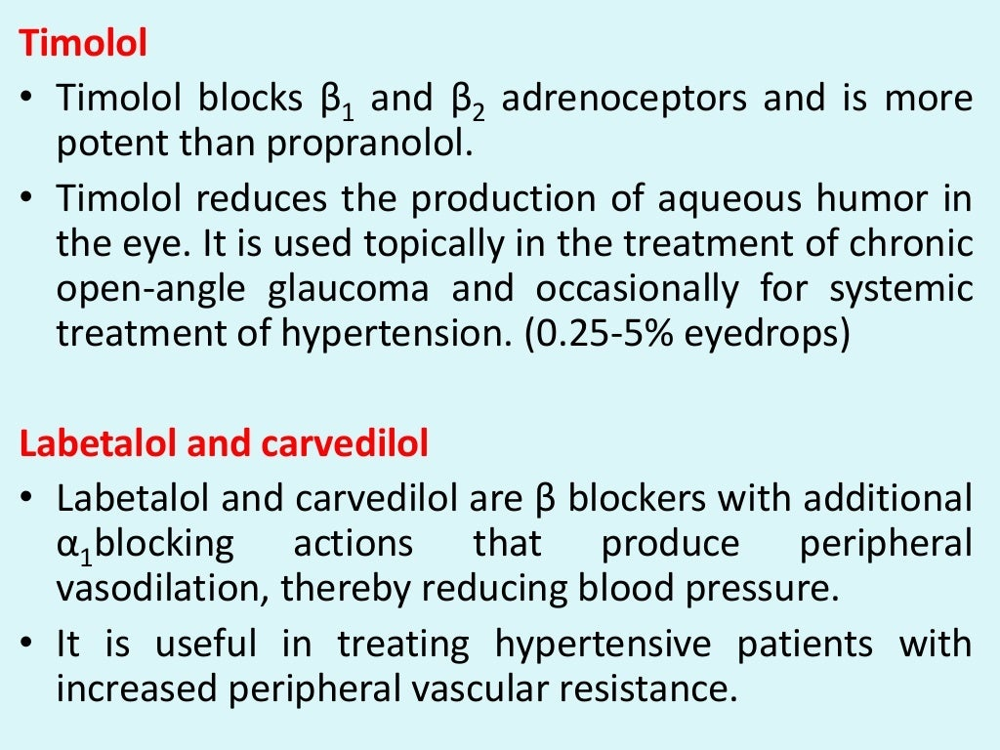 Timolol
• Timolol blocks β₁ and β₂ adrenoceptors and is more
potent than propranolol.
• Timolol reduces the production of aqueous humor in
the eye. It is used topically in the treatment of chronic
open-angle glaucoma and occasionally for systemic
treatment of hypertension. (0.25-5% eyedrops)
Labetalol and carvedilol
• Labetalol and carvedilol are β blockers with additional
α₁blocking actions that produce peripheral
vasodilation, thereby reducing blood pressure.
• It is useful in treating hypertensive patients with
increased peripheral vascular resistance.